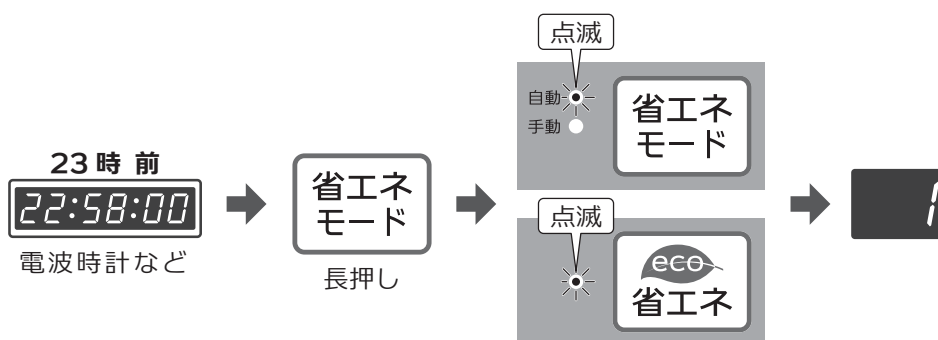 23時 前
22:58:00
電波時計など
省エネ
モード
長押し
点滅
自動
手動
省エネ
モード
点滅
eco
省エネ